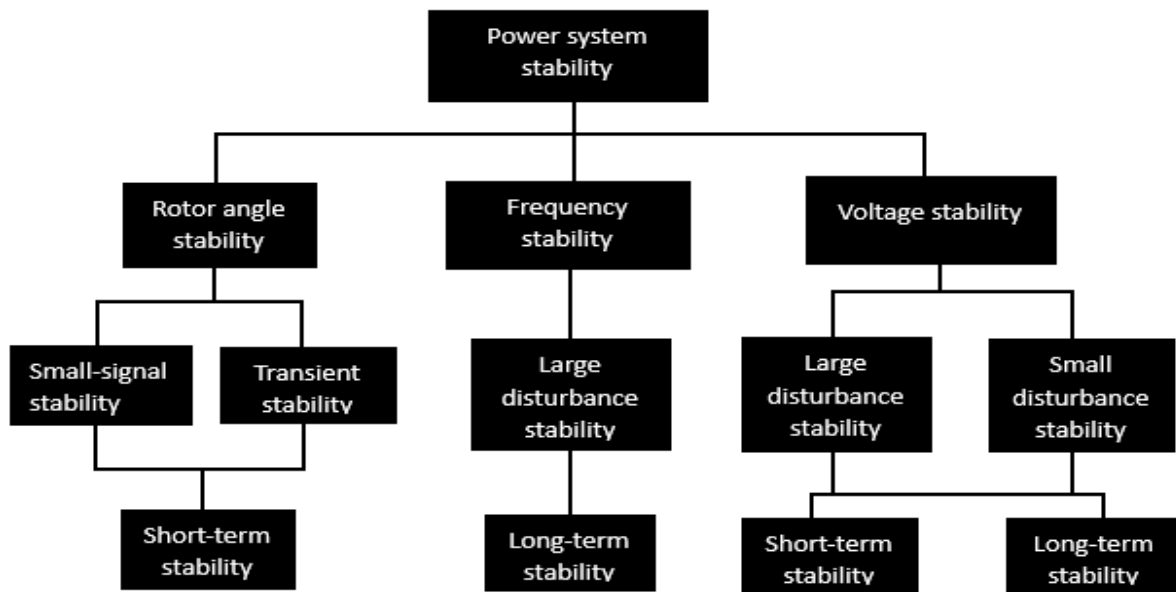 Power system
stability
Rotor angle
stability
Frequency
stability
Voltage stability
Small-signal
stability
Transient
stability
Large
disturbance
stability
Large
disturbance
stability
Small
disturbance
stability
Short-term
stability
Long-term
stability
Short-term
stability
Long-term
stability